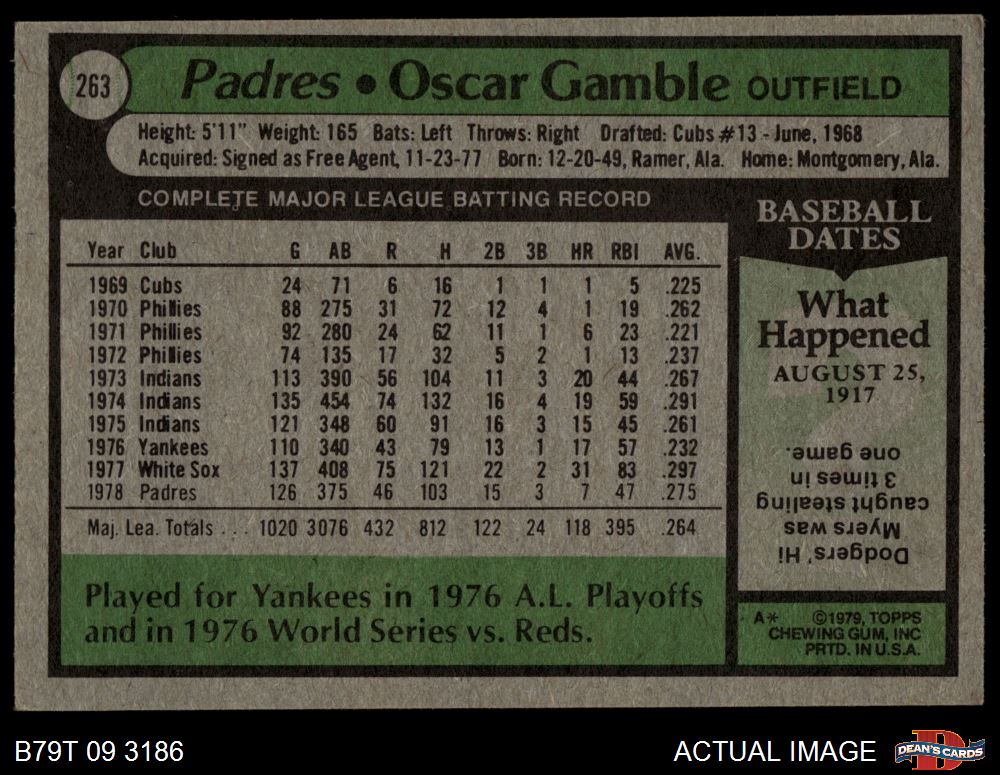 263
Padres • Oscar Gamble OUTFIELD
Height: 5'11" Weight: 165 Bats: Left Throws: Right Drafted: Cubs #13 - June, 1968
Acquired: Signed as Free Agent, 11-23-77 Born: 12-20-49, Ramer, Ala. Home: Montgomery, Ala.
COMPLETE MAJOR LEAGUE BATTING RECORD
Year Club G AB R H 2B 3B HR RBI AVG.
1969 Cubs 24 71 6 16 1 1 1 5 .225
1970 Phillies 88 275 31 72 12 4 1 19 .262
1971 Phillies 92 280 24 62 11 1 6 23 .221
1972 Phillies 74 135 17 32 5 2 1 13 .237
1973 Indians 113 390 56 104 11 3 20 44 .267
1974 Indians 135 454 74 132 16 4 19 59 .291
1975 Indians 121 348 60 91 16 3 15 45 .261
1976 Yankees 110 340 43 79 13 1 17 57 .232
1977 White Sox 137 408 75 121 22 2 31 83 .297
1978 Padres 126 375 46 103 15 3 7 47 .275
Maj. Lea. Totals . . . 1020 3076 432 812 122 24 118 395 .264
Played for Yankees in 1976 A.L. Playoffs
and in 1976 World Series vs. Reds.
BASEBALL
DATES
What
Happened
AUGUST 25,
1917
Dodgers' Hi
Myers was
caught stealing
3 times in
one game.
A* ©1979, TOPPS
CHEWING GUM, INC
PRTD. IN U.S.A.
B79T 09 3186
ACTUAL IMAGE
D
DEAN'S CARDS